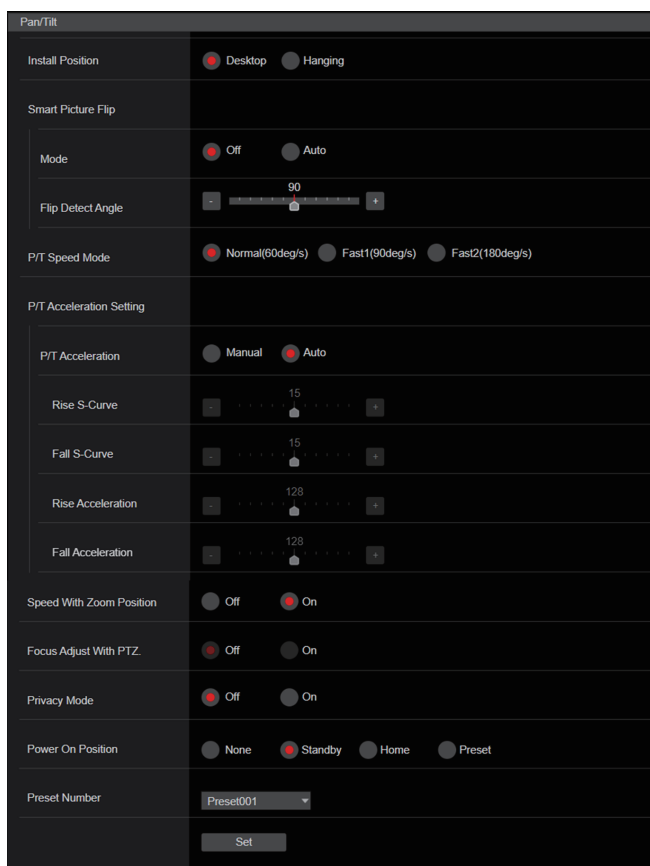 Pan/Tilt
Install Position Desktop Hanging
Smart Picture Flip
Mode Off Auto
90
Flip Detect Angle - +
P/T Speed Mode Normal(60deg/s) Fast1(90deg/s) Fast2(180deg/s)
P/T Acceleration Setting
P/T Acceleration Manual Auto
15
Rise S-Curve - +
15
Fall S-Curve - +
128
Rise Acceleration - +
128
Fall Acceleration - +
Speed With Zoom Position Off On
Focus Adjust With PTZ. Off On
Privacy Mode Off On
Power On Position None Standby Home Preset
Preset Number Preset001
Set